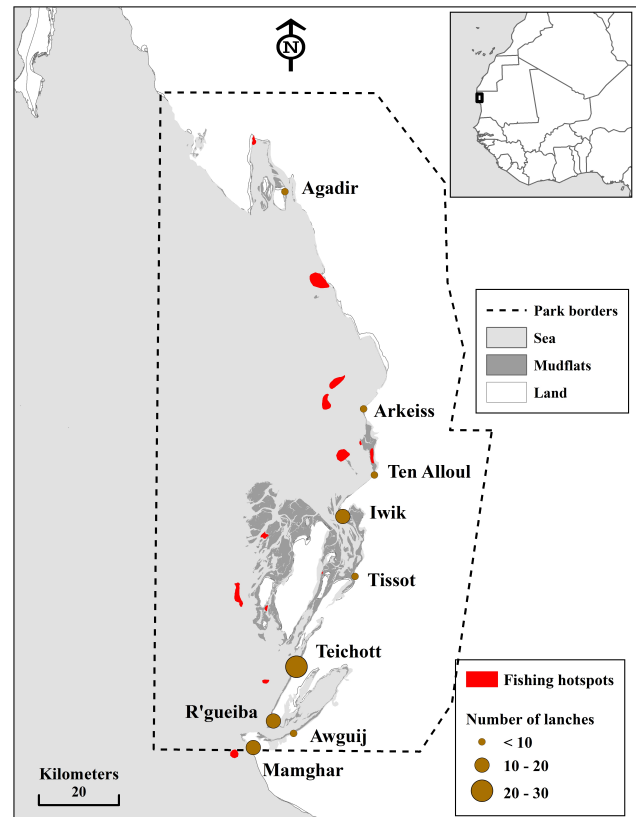 N
Agadir
Park borders
Sea
Mudflats
Land
Arkeiss
Ten Alloul
Iwik
Tissot
Teichott
R'gueiba
Awguij
Mamghar
Fishing hotspots
Number of lanches
< 10
10 - 20
20 - 30
Kilometers
20